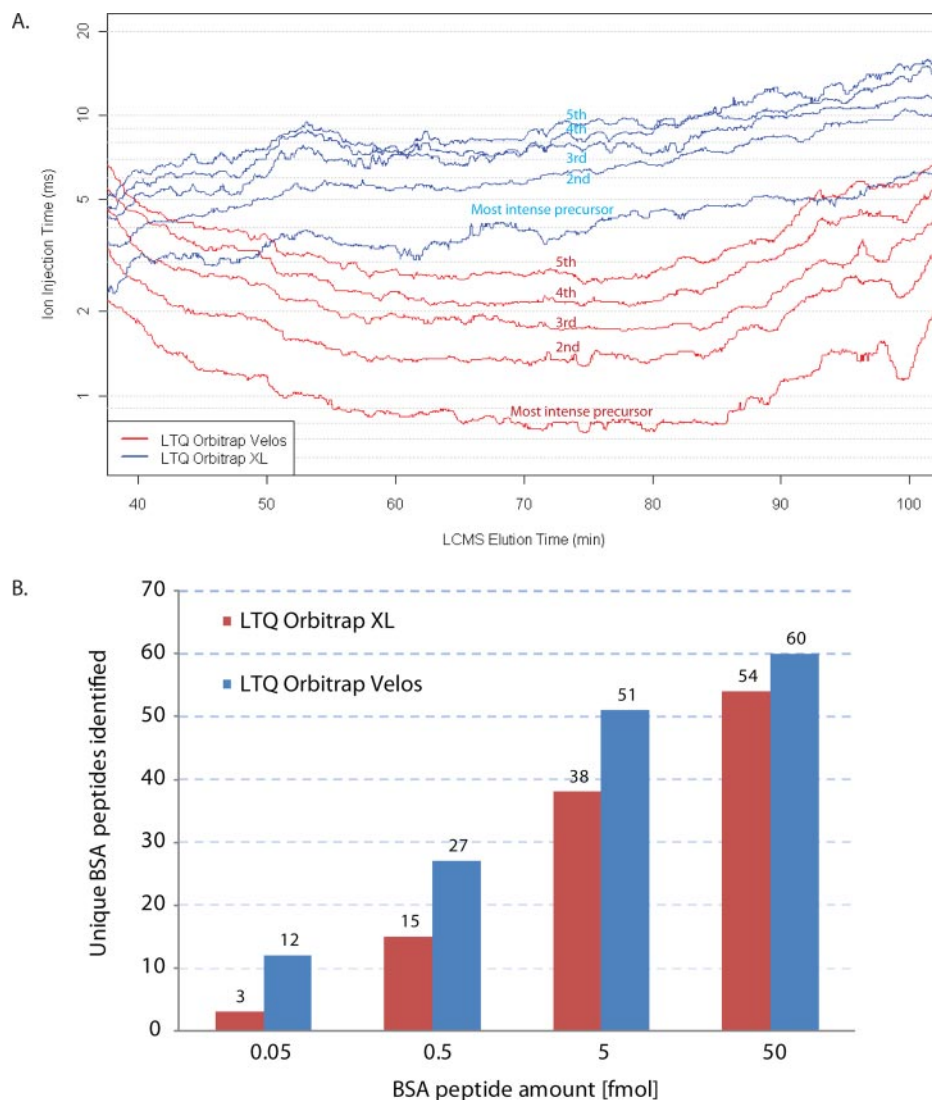 A.
20
10
5
2
1
Ion Injection Time (ms)
5th
4th
3rd
2nd
Most intense precursor
5th
4th
3rd
2nd
Most intense precursor
LTQ Orbitrap Velos
LTQ Orbitrap XL
40 50 60 70 80 90 100
LCMS Elution Time (min)
B.
70
60
50
40
30
20
10
0
Unique BSA peptides identified
LTQ Orbitrap XL
LTQ Orbitrap Velos
3
12
15
27
38
51
54
60
0.05 0.5 5 50
BSA peptide amount [fmol]